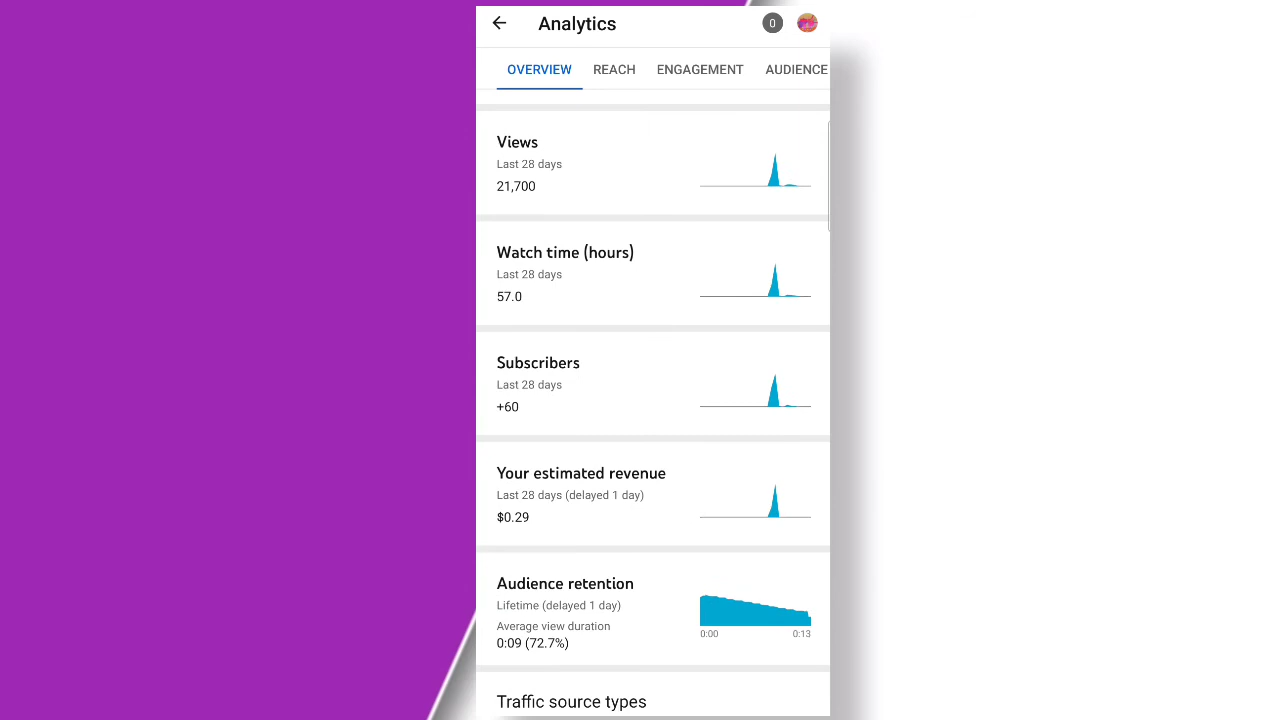 Analytics
0
OVERVIEW REACH ENGAGEMENT AUDIENCE
Views
Last 28 days
21,700
Watch time (hours)
Last 28 days
57.0
Subscribers
Last 28 days
+60
Your estimated revenue
Last 28 days (delayed 1 day)
$0.29
Audience retention
Lifetime (delayed 1 day)
Average view duration
0:09 (72.7%)
0:00 0:13
Traffic source types